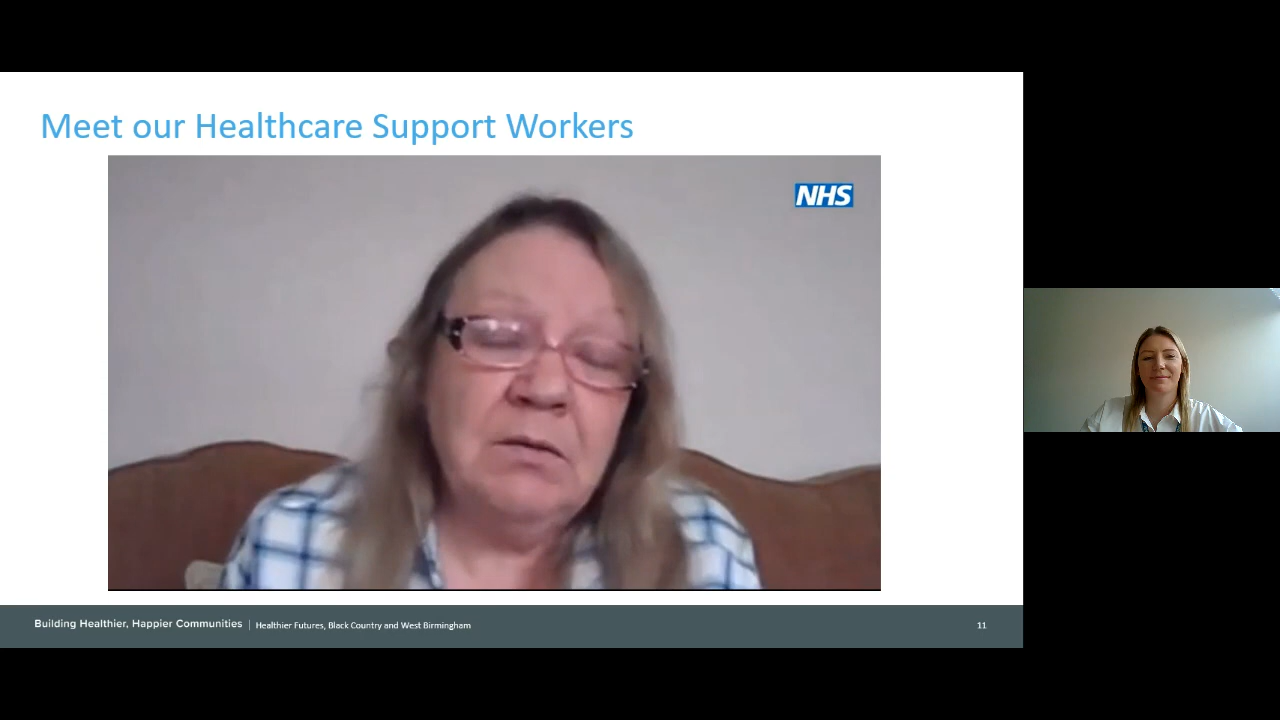 Meet our Healthcare Support Workers
NHS
Building Healthier, Happier Communities | Healthier Futures, Black Country and West Birmingham
11